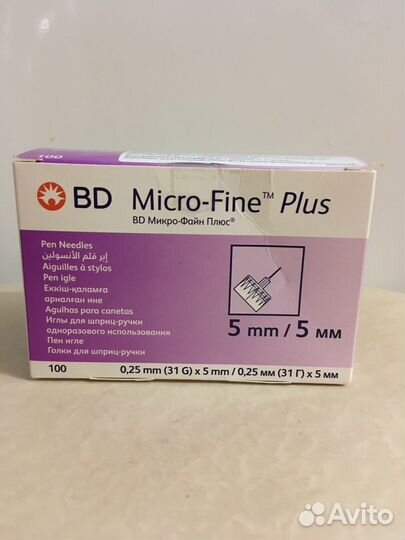 100
BD Micro-Fine™ Plus
BD Микро-Файн Плюс®
Pen Needles
إبر قلم الأنسولين
Aiguilles à stylos
Pen igle
Еккіш-қаламға
арналған ине
Agulhas para canetas
Иглы для шприц-ручки
одноразового использования
Пен игле
Голки для шприц-ручки
5 mm / 5 мм
100 0,25 mm (31 G) x 5 mm / 0,25 мм (31 Г) x 5 мм
Avito